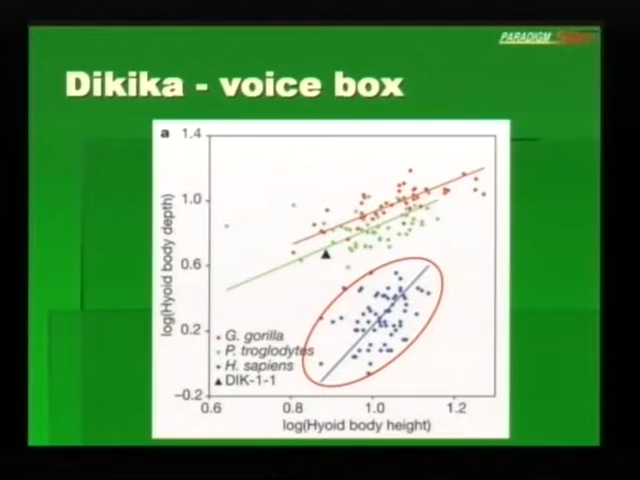 PARADIGM
Dikika - voice box
a
1.4
1.0
0.6
0.2
-0.2
log(Hyoid body depth)
G. gorilla
P. troglodytes
H. sapiens
DIK-1-1
0.6 0.8 1.0 1.2
log(Hyoid body height)